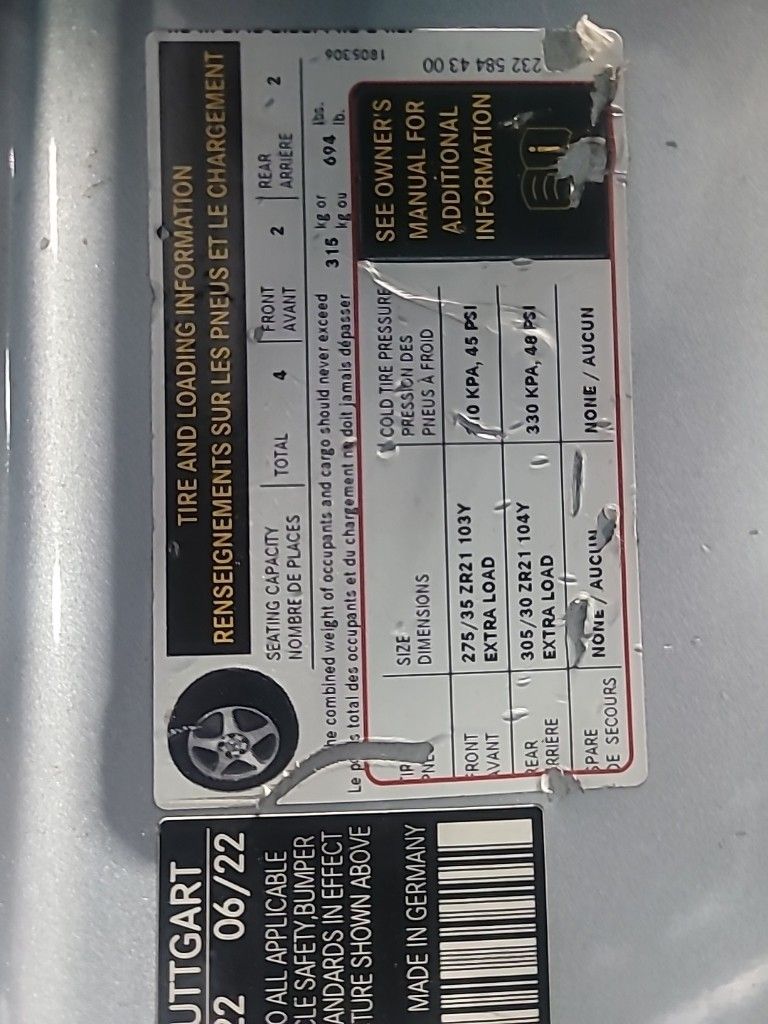 TIRE AND LOADING INFORMATION
RENSEIGNEMENTS SUR LES PNEUS ET LE CHARGEMENT
SEATING CAPACITY TOTAL 4 FRONT 2 REAR 2
NOMBRE DE PLACES AVANT ARRIÈRE
he combined weight of occupants and cargo should never exceed 315 kg or 694 lbs.
Le s total des occupants et du chargement ne doit jamais dépasser kg ou lb.
1805306
232 584 43 00
SIZE COLD TIRE PRESSURE
DIMENSIONS PRESSION DES
PNEUS À FROID
RONT 275/35 ZR21 103Y 10 KPA, 45 PSI
VANT EXTRA LOAD
REAR 305/30 ZR21 104Y 330 KPA, 48 PSI
RRIÈRE EXTRA LOAD
SPARE NONE / AUCUN NONE / AUCUN
DE SECOURS
SEE OWNER'S
MANUAL FOR
ADDITIONAL
INFORMATION
UTTGART
22 06/22
O ALL APPLICABLE
CLE SAFETY, BUMPER
ANDARDS IN EFFECT
TURE SHOWN ABOVE
MADE IN GERMANY